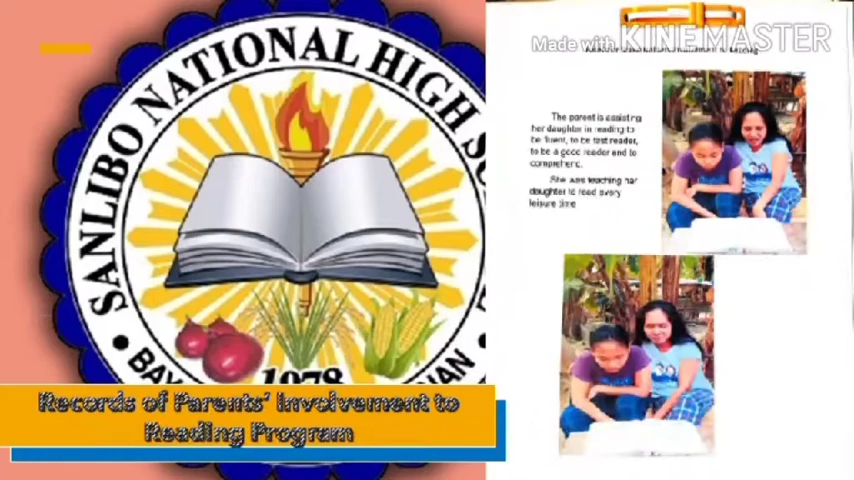 SANLIBO NATIONAL HIGH
BAY
1978
Records of Parents' Involvement to
Reading Program
Made with KINEMASTER
The parent is assisting
her daughter in reading to
be fluent, to be fast reader,
to be a good reader and to
comprehend.
She was teaching her
daughter to read every
leisure time